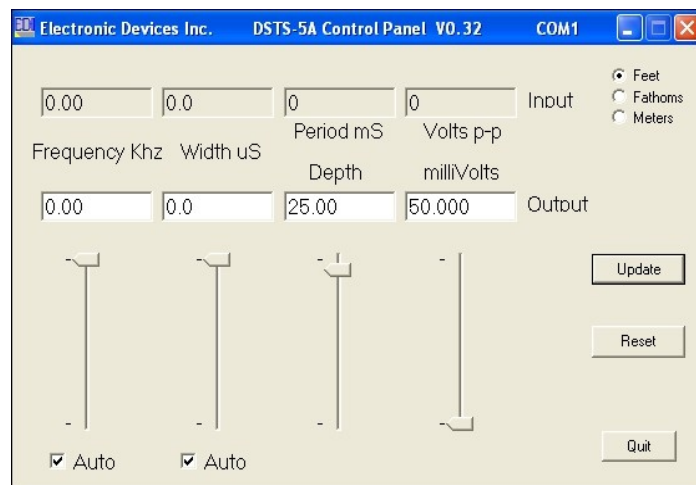 EDI Electronic Devices Inc. DSTS-5A Control Panel V0.32 COM1
Feet
Fathoms
Meters
0.00 0.0 0 0 Input
Period mS Volts p-p
Frequency Khz Width uS
Depth milliVolts
0.00 0.0 25.00 50.000 Output
Update
Reset
Quit
Auto Auto